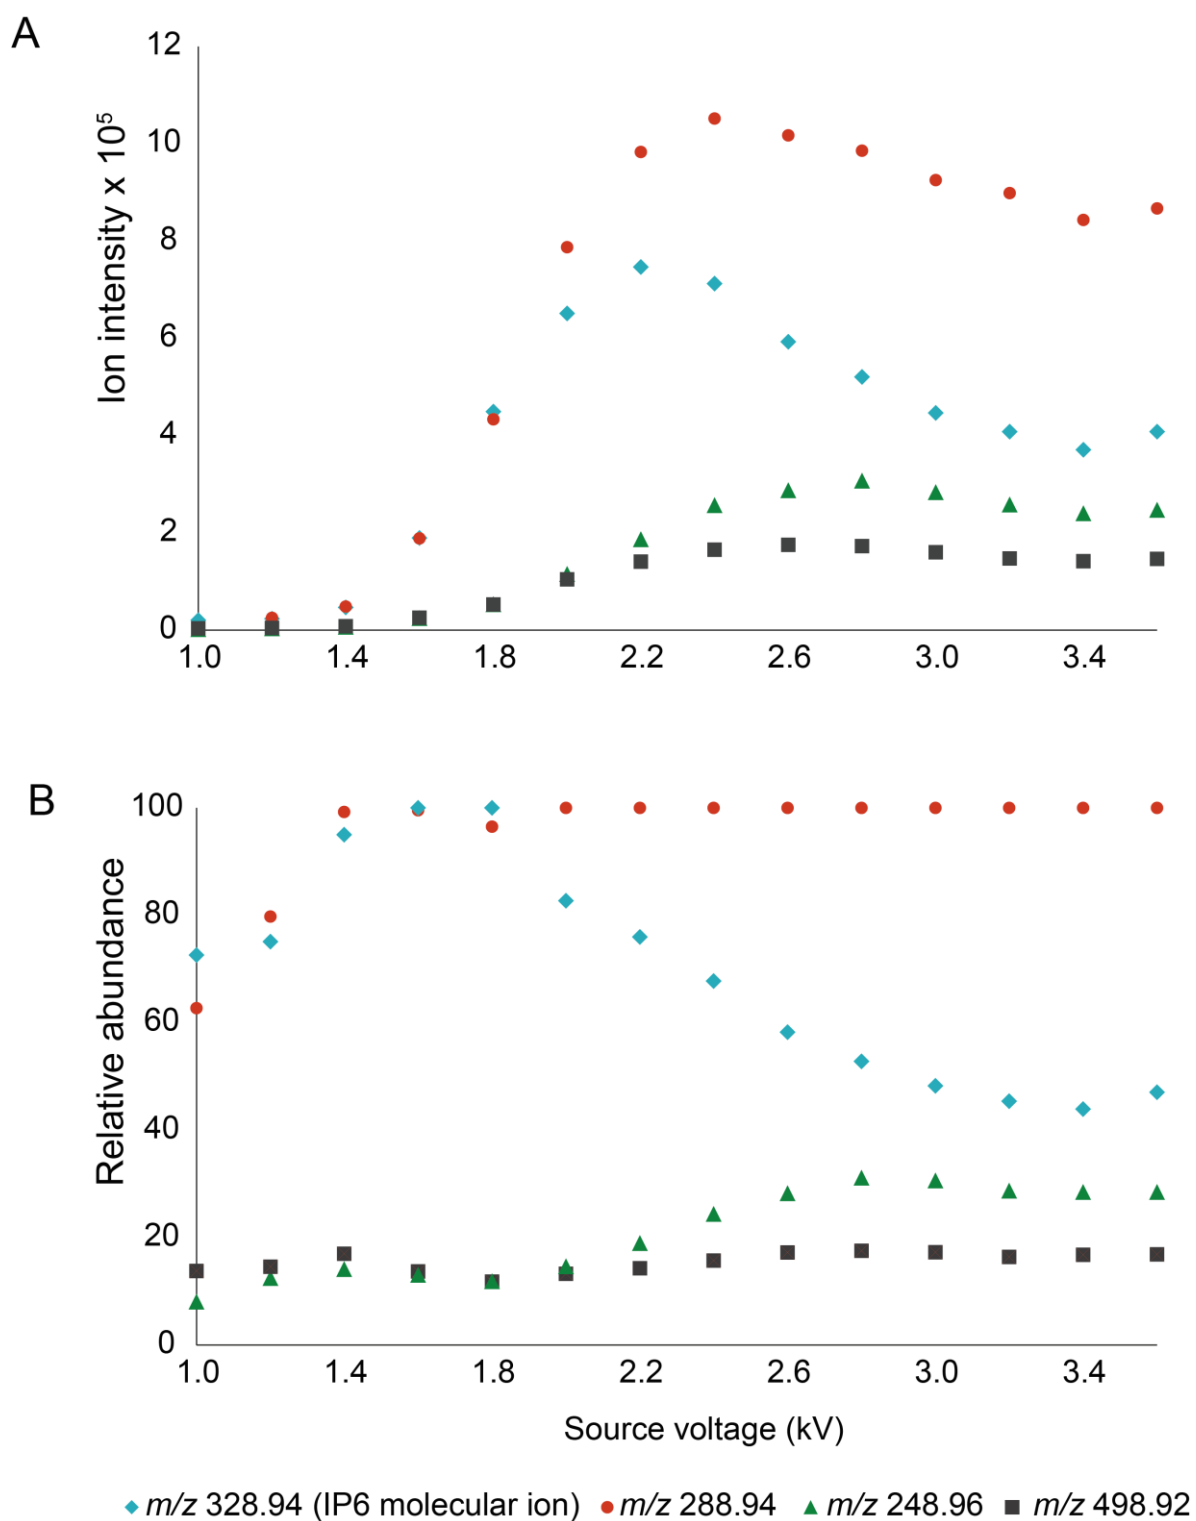 A
12
10
8
6
4
2
0
Ion intensity x 10⁵
1.0 1.4 1.8 2.2 2.6 3.0 3.4
B
100
80
60
40
20
0
Relative abundance
1.0 1.4 1.8 2.2 2.6 3.0 3.4
Source voltage (kV)
m/z 328.94 (IP6 molecular ion) m/z 288.94 m/z 248.96 m/z 498.92